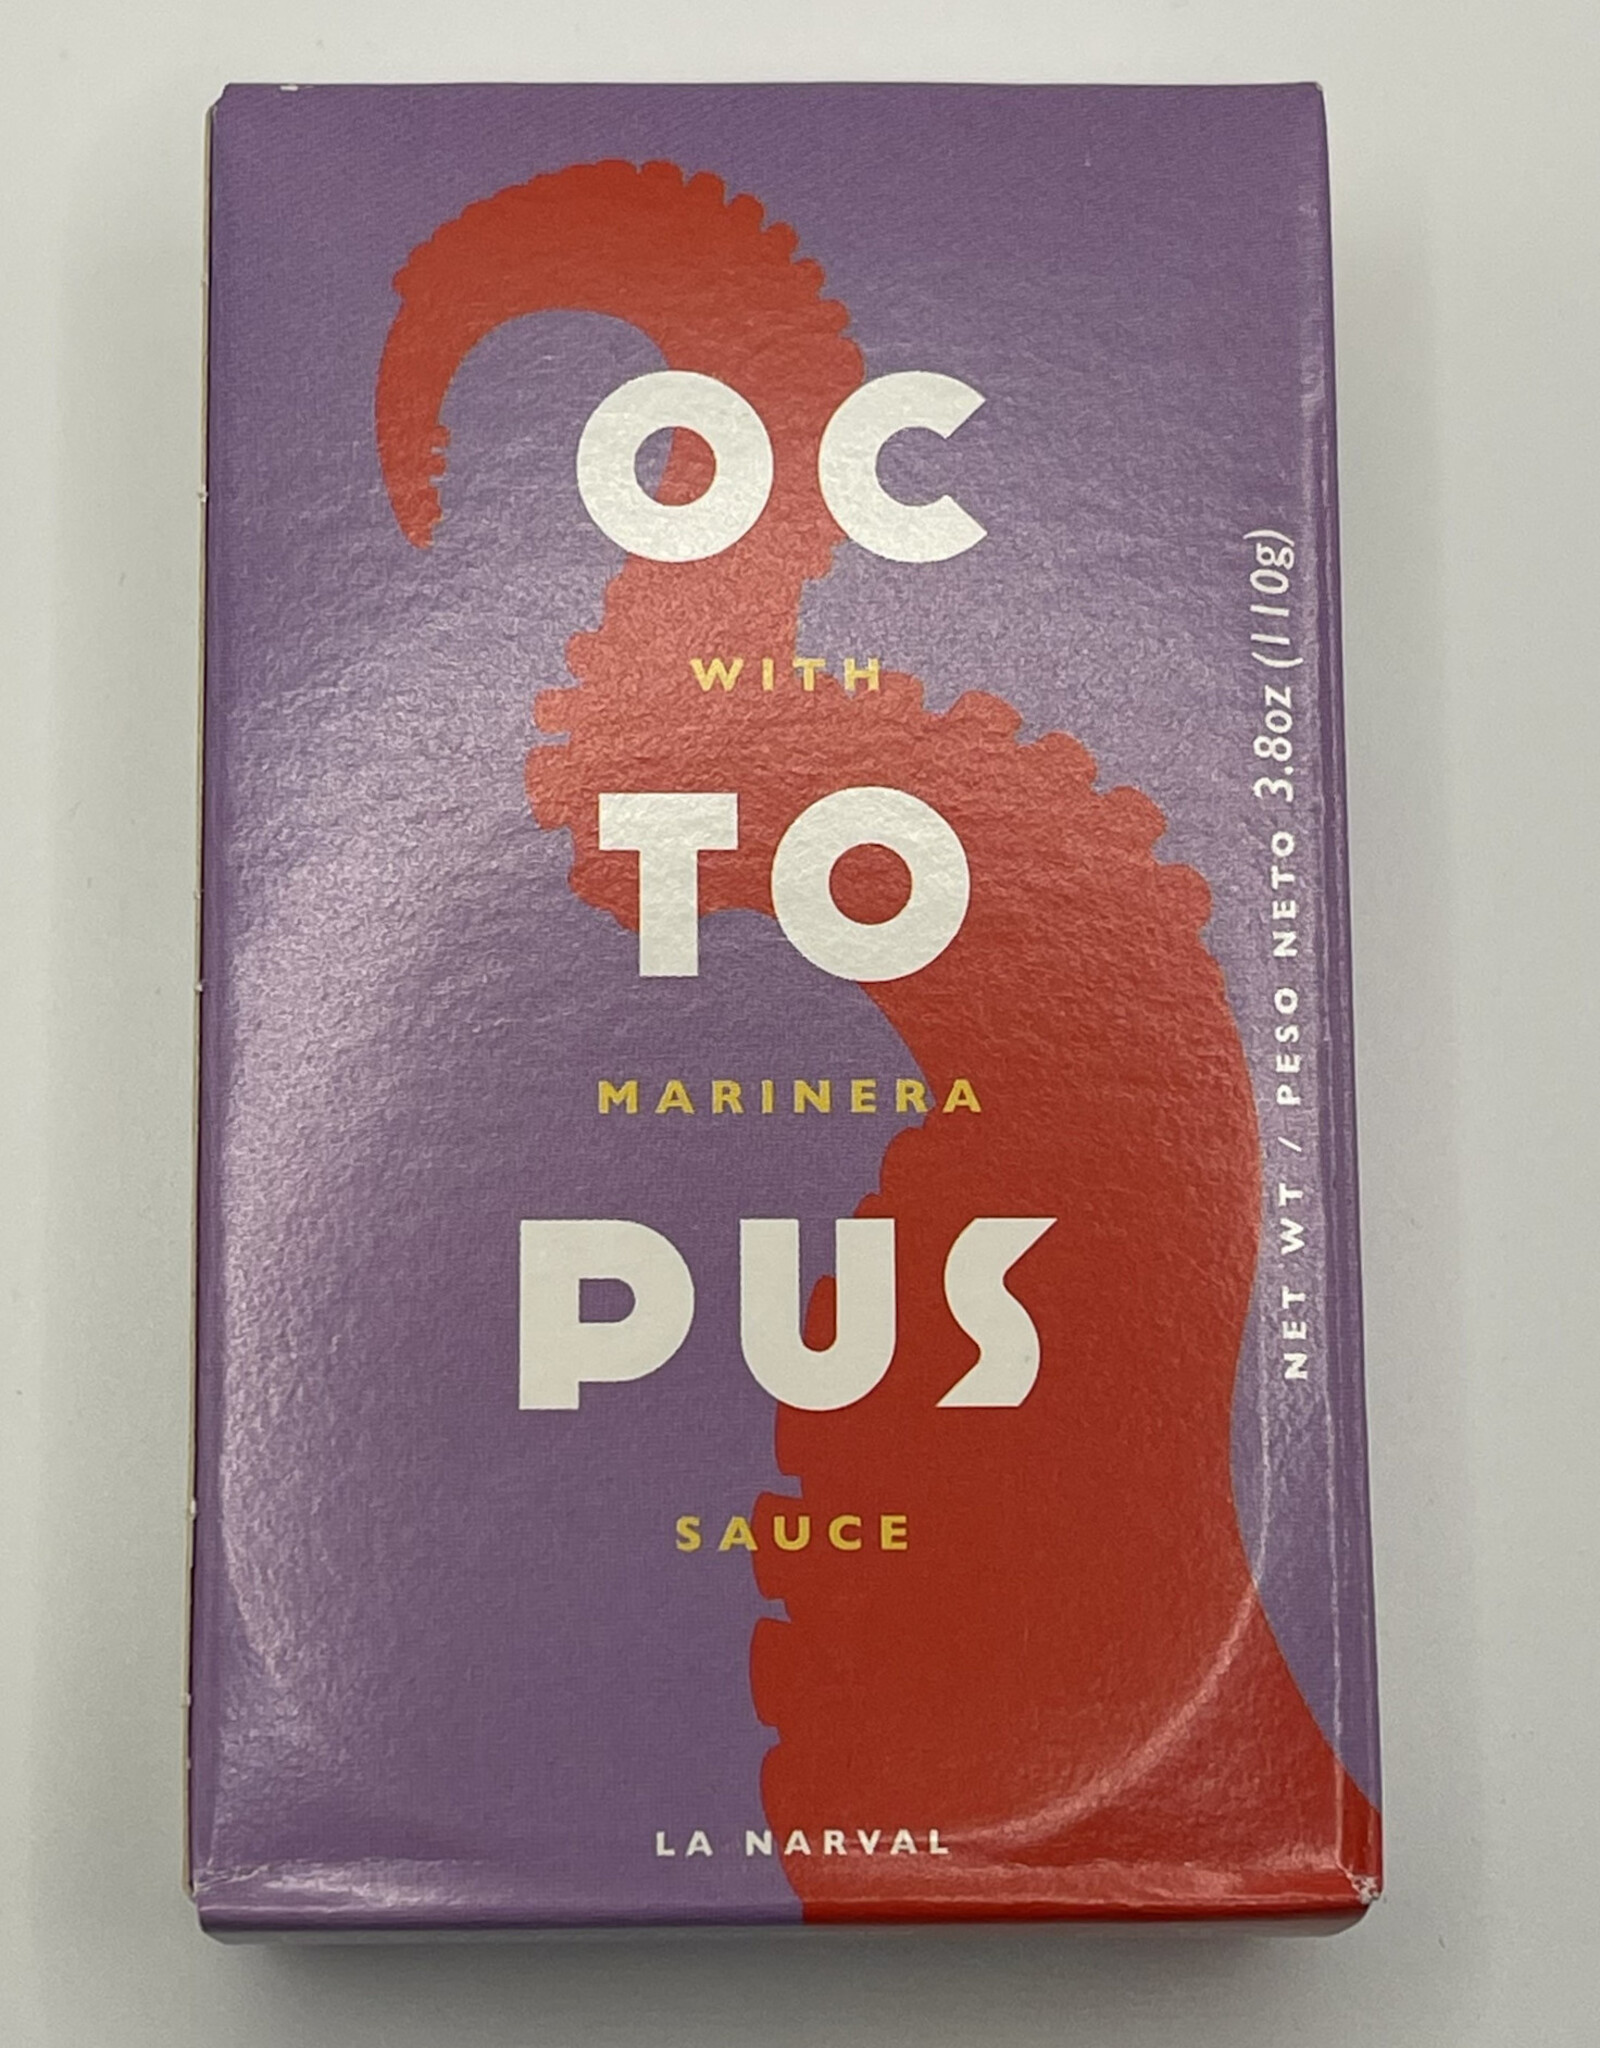 OC
WITH
TO
MARINERA
PUS
SAUCE
LA NARVAL
NET WT / PESO NETO 3.8oz (110g)